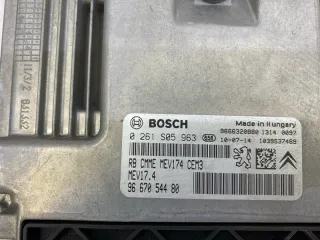 BOSCH
Made in Hungary
0 261 S05 963
9666320880 1314 0097
10-07-14 1039S37469
RB CMME MEV174 CEM3
MEV17.4
96 670 544 80